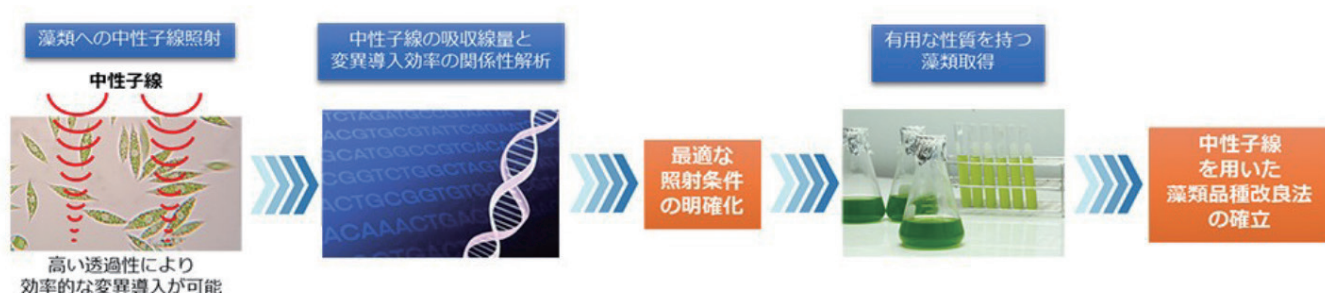 藻類への中性子線照射
中性子線
高い透過性により
効率的な変異導入が可能
中性子線の吸収線量と
変異導入効率の関係性解析
最適な
照射条件
の明確化
有用な性質を持つ
藻類取得
中性子線
を用いた
藻類品種改良法
の確立